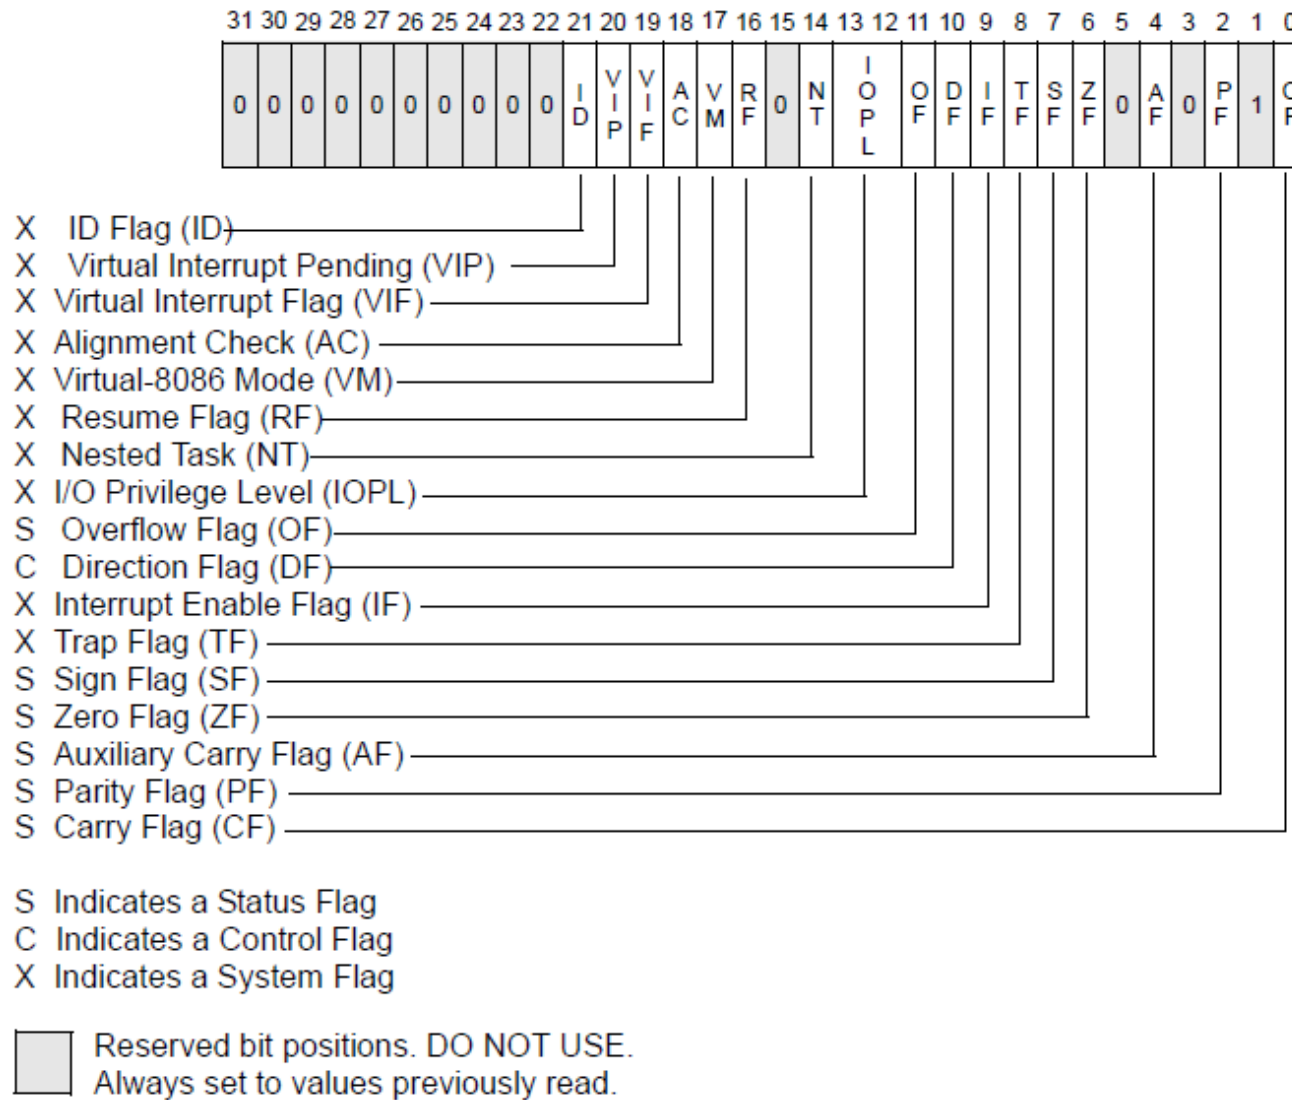 31 30 29 28 27 26 25 24 23 22 21 20 19 18 17 16 15 14 13 12 11 10 9 8 7 6 5 4 3 2 1 0
0 0 0 0 0 0 0 0 0 0 ID VIP VIF AC VM RF 0 NT IOPL OF DF IF TF SF ZF 0 AF 0 PF 1 CF
X ID Flag (ID)
X Virtual Interrupt Pending (VIP)
X Virtual Interrupt Flag (VIF)
X Alignment Check (AC)
X Virtual-8086 Mode (VM)
X Resume Flag (RF)
X Nested Task (NT)
X I/O Privilege Level (IOPL)
S Overflow Flag (OF)
C Direction Flag (DF)
X Interrupt Enable Flag (IF)
X Trap Flag (TF)
S Sign Flag (SF)
S Zero Flag (ZF)
S Auxiliary Carry Flag (AF)
S Parity Flag (PF)
S Carry Flag (CF)
S Indicates a Status Flag
C Indicates a Control Flag
X Indicates a System Flag
Reserved bit positions. DO NOT USE.
Always set to values previously read.